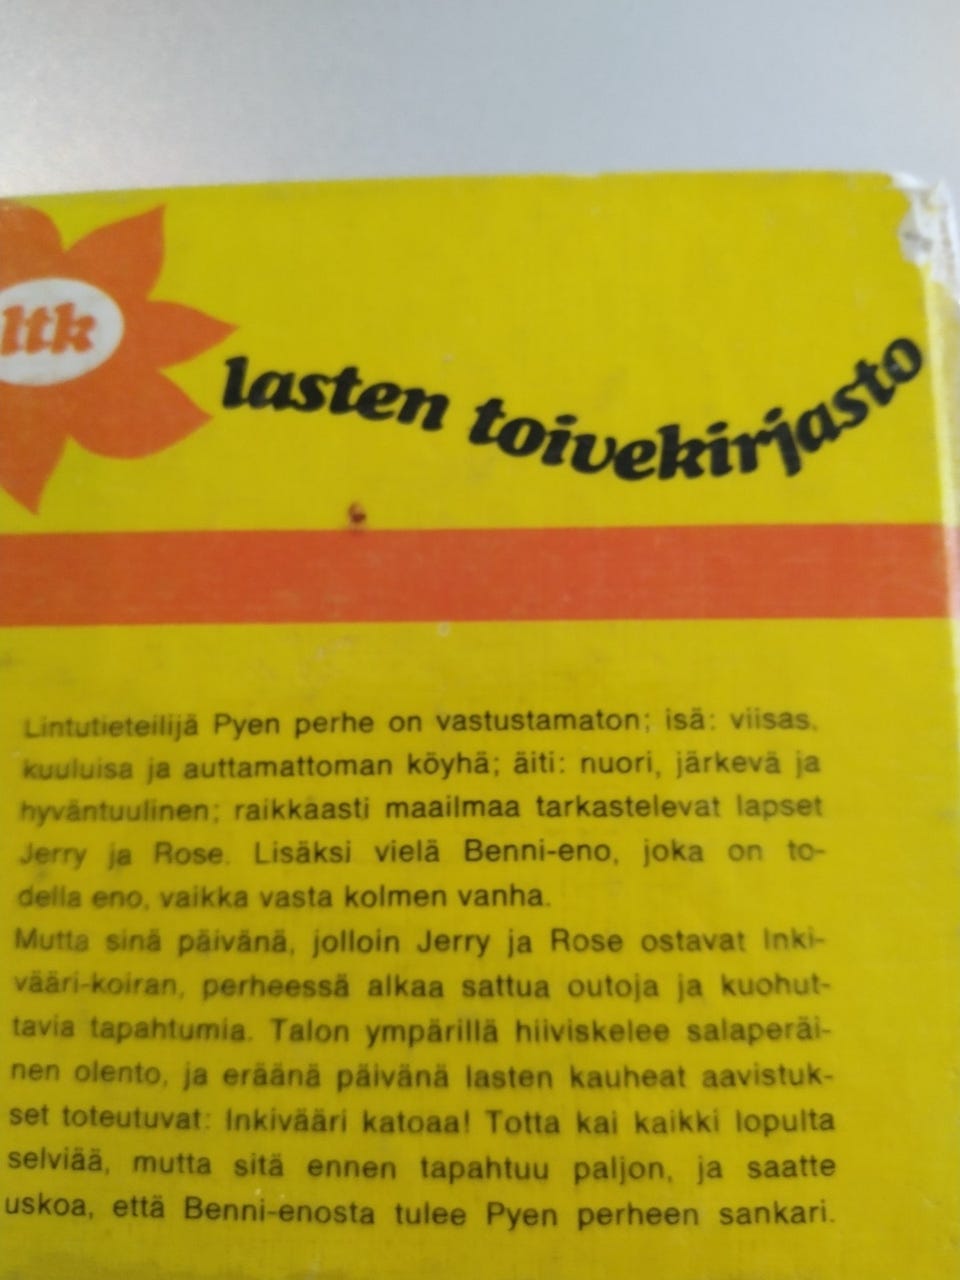 ltk
lasten toivekirjasto
Lintutieteilijä Pyen perhe on vastustamaton; isä: viisas,
kuuluisa ja auttamattoman köyhä; äiti: nuori, järkevä ja
hyväntuulinen; raikkaasti maailmaa tarkastelevat lapset
Jerry ja Rose. Lisäksi vielä Benni-eno, joka on to-
della eno, vaikka vasta kolmen vanha.
Mutta sinä päivänä, jolloin Jerry ja Rose ostavat Inki-
vääri-koiran, perheessä alkaa sattua outoja ja kuohut-
tavia tapahtumia. Talon ympärillä hiiviskelee salaperäi-
nen olento, ja eräänä päivänä lasten kauheat aavistuk-
set toteutuvat: Inkivääri katoaa! Totta kai kaikki lopulta
selviää, mutta sitä ennen tapahtuu paljon, ja saatte
uskoa, että Benni-enosta tulee Pyen perheen sankari.